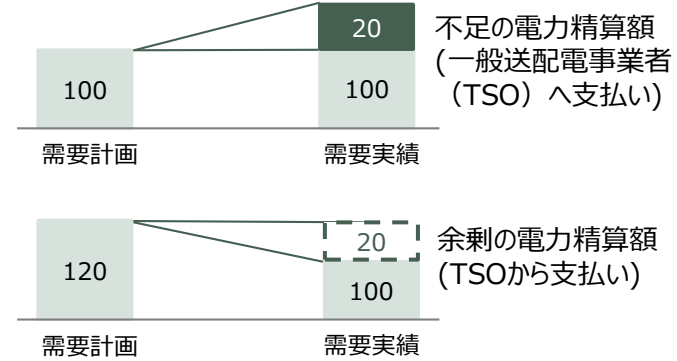 20
不足の電力精算額
(一般送配電事業者
（TSO）へ支払い)
100
100
需要計画
需要実績
20
余剰の電力精算額
(TSOから支払い)
120
100
需要計画
需要実績